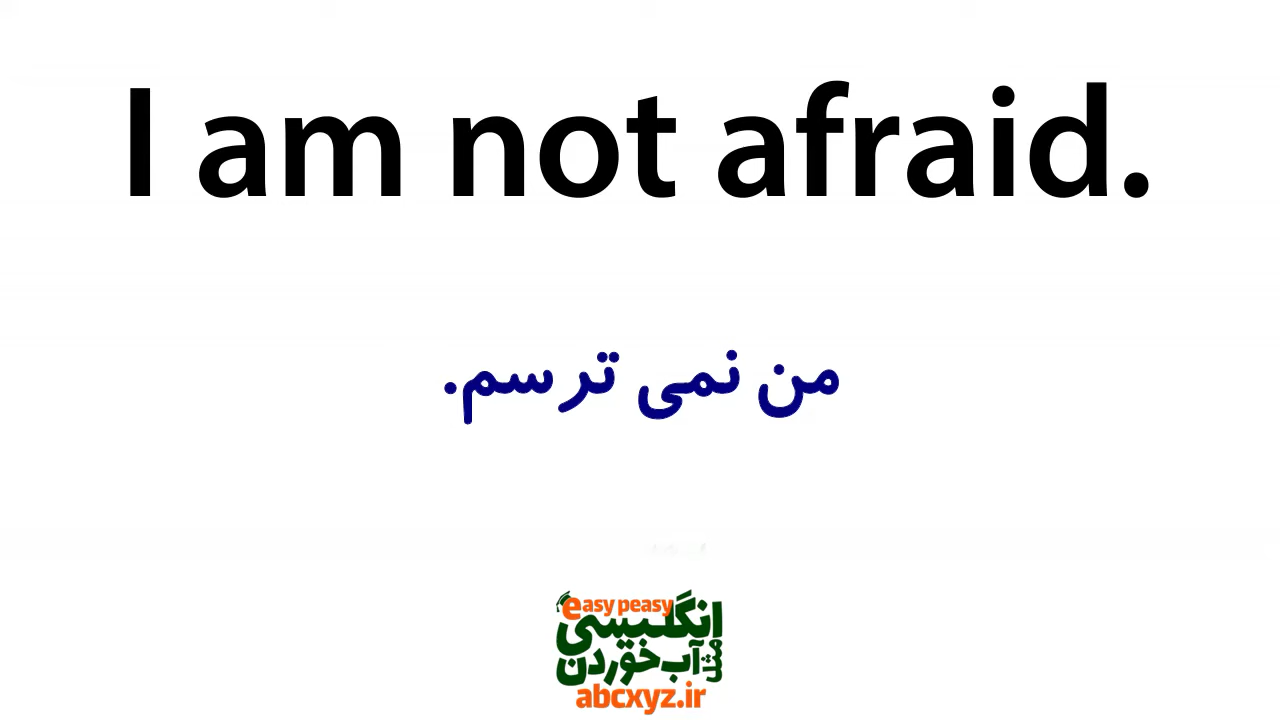 I am not afraid.
من نمی ترسم.
easy peasy
انگلیسی
مثل آب خوردن
abcxyz.ir